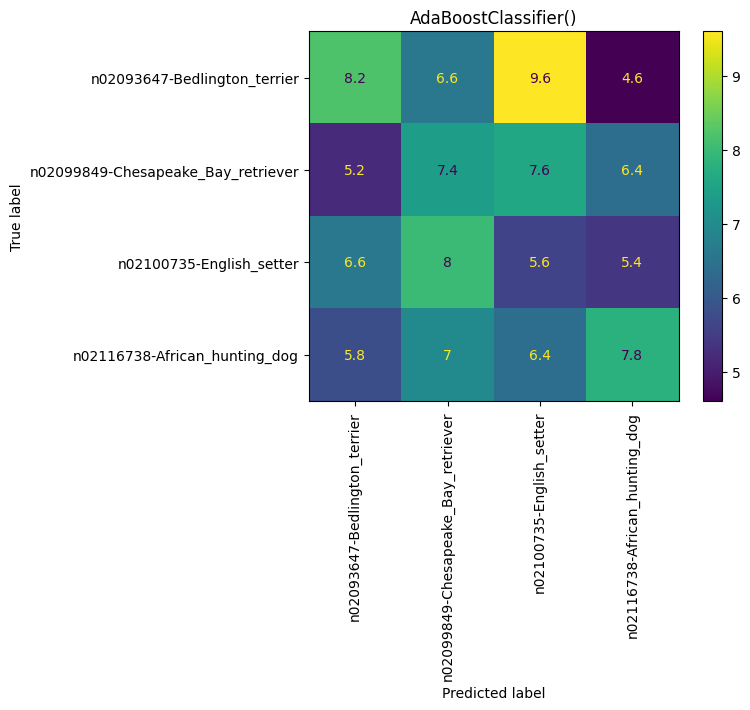 AdaBoostClassifier()
True label
n02093647-Bedlington_terrier
8.2 6.6 9.6 4.6
n02099849-Chesapeake_Bay_retriever
5.2 7.4 7.6 6.4
n02100735-English_setter
6.6 8 5.6 5.4
n02116738-African_hunting_dog
5.8 7 6.4 7.8
9
8
7
6
5
n02093647-Bedlington_terrier
n02099849-Chesapeake_Bay_retriever
n02100735-English_setter
n02116738-African_hunting_dog
Predicted label